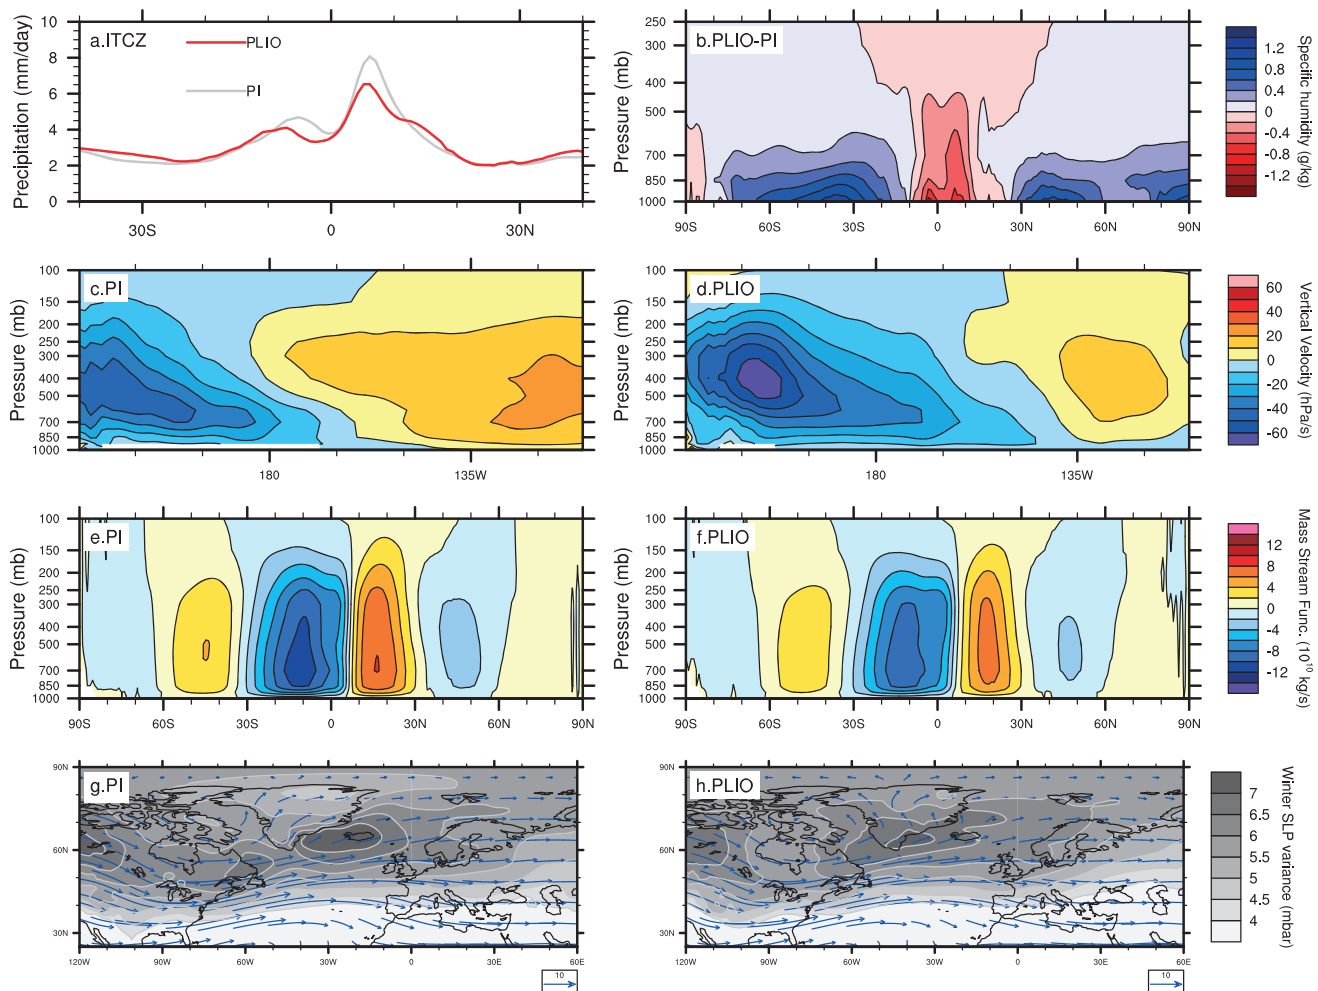 a.ITCZ
PLIO
PI
Precipitation (mm/day)
10
8
6
4
2
0
30S
0
30N
b.PLIO-PI
Pressure (mb)
250
300
400
500
700
850
1000
90S
60S
30S
0
30N
60N
90N
1.2
0.8
0.4
0
-0.4
-0.8
-1.2
Specific humidity (g/kg)
c.PI
Pressure (mb)
100
150
200
250
300
400
500
700
850
1000
180
135W
d.PLIO
Pressure (mb)
100
150
200
250
300
400
500
700
850
1000
180
135W
60
40
20
0
-20
-40
-60
Vertical Velocity (hPa/s)
e.PI
Pressure (mb)
100
150
200
250
300
500
700
850
1000
90S
60S
30S
0
30N
60N
90N
f.PLIO
Pressure (mb)
100
150
200
250
300
500
700
850
1000
90S
60S
30S
0
30N
60N
90N
12
8
4
0
-4
-8
-12
Mass Stream Func. (10¹⁰ kg/s)
g.PI
90N
60N
30N
120W
90W
60W
30W
0
30E
60E
10
h.PLIO
90N
60N
30N
120W
90W
60W
30W
0
30E
60E
10
7
6.5
6
5.5
5
4.5
4
Winter SLP variance (mbar)